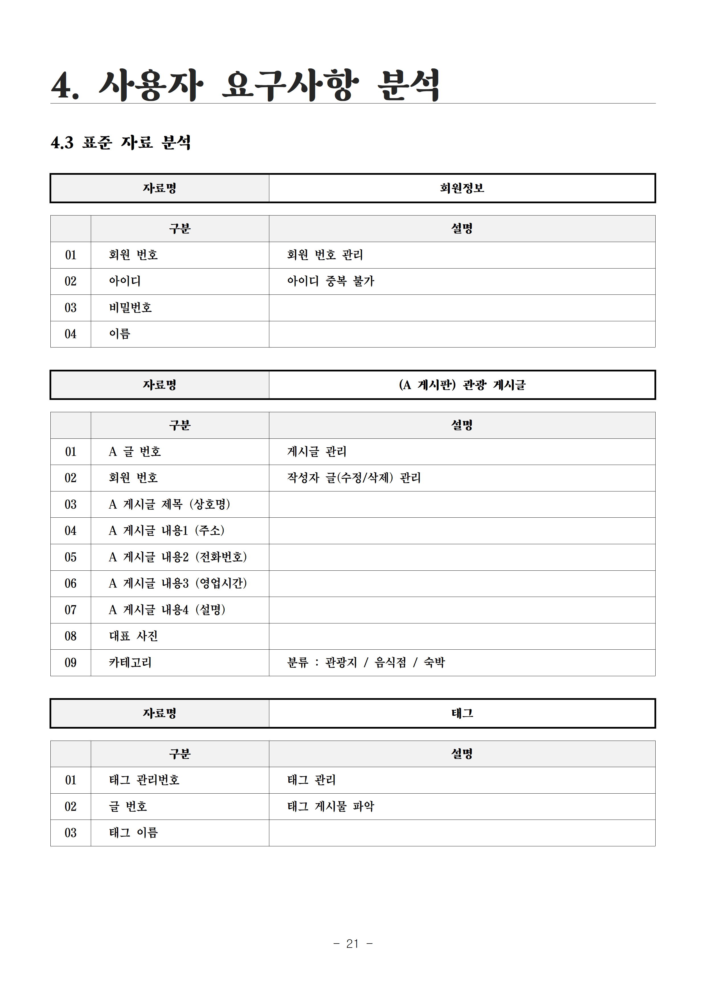 4. 사용자 요구사항 분석
4.3 표준 자료 분석
자료명 회원정보
구분 설명
01 회원 번호 회원 번호 관리
02 아이디 아이디 중복 불가
03 비밀번호
04 이름
자료명 (A 게시판) 관광 게시글
구분 설명
01 A 글 번호 게시글 관리
02 회원 번호 작성자 글(수정/삭제) 관리
03 A 게시글 제목 (상호명)
04 A 게시글 내용1 (주소)
05 A 게시글 내용2 (전화번호)
06 A 게시글 내용3 (영업시간)
07 A 게시글 내용4 (설명)
08 대표 사진
09 카테고리 분류 : 관광지 / 음식점 / 숙박
자료명 태그
구분 설명
01 태그 관리번호 태그 관리
02 글 번호 태그 게시물 파악
03 태그 이름
- 21 -